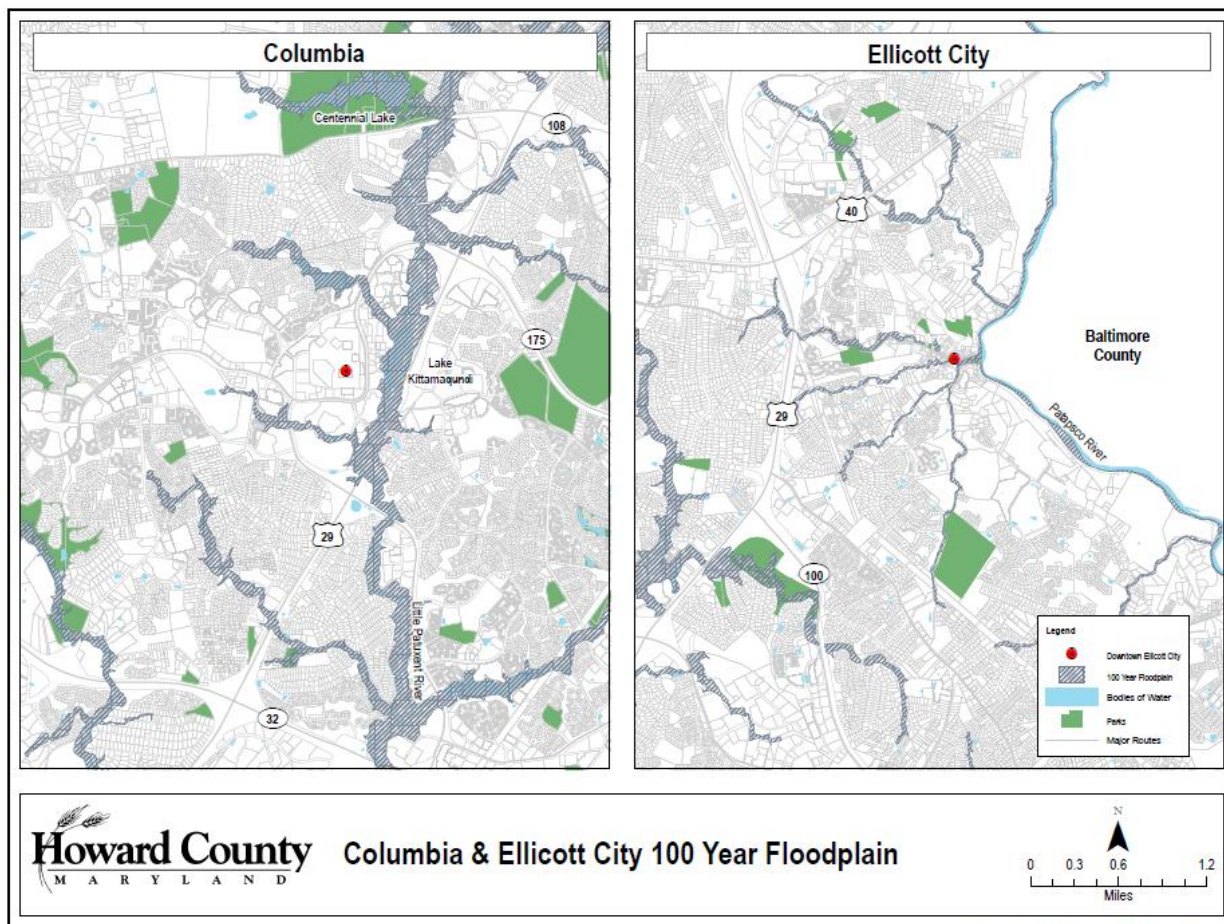 Columbia
Centennial Lake
108
175
Lake
Kittamaqundi
29
Little Patuxent River
32
Ellicott City
40
Baltimore
County
29
Patapsco River
100
Legend
Downtown Ellicott City
100 Year Floodplain
Bodies of Water
Parks
Major Routes
Howard County
MARYLAND
Columbia & Ellicott City 100 Year Floodplain
N
0 0.3 0.6 1.2
Miles